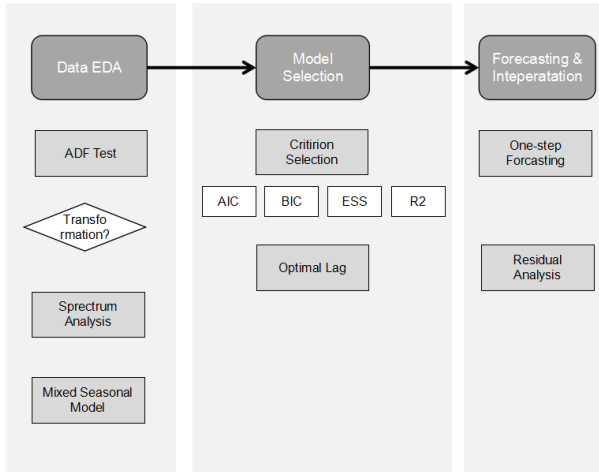 Data EDA
Model
Selection
Forecasting &
Inteperatation
ADF Test
Transfo
rmation?
Sprectrum
Analysis
Mixed Seasonal
Model
Critirion
Selection
AIC
BIC
ESS
R2
Optimal Lag
One-step
Forcasting
Residual
Analysis